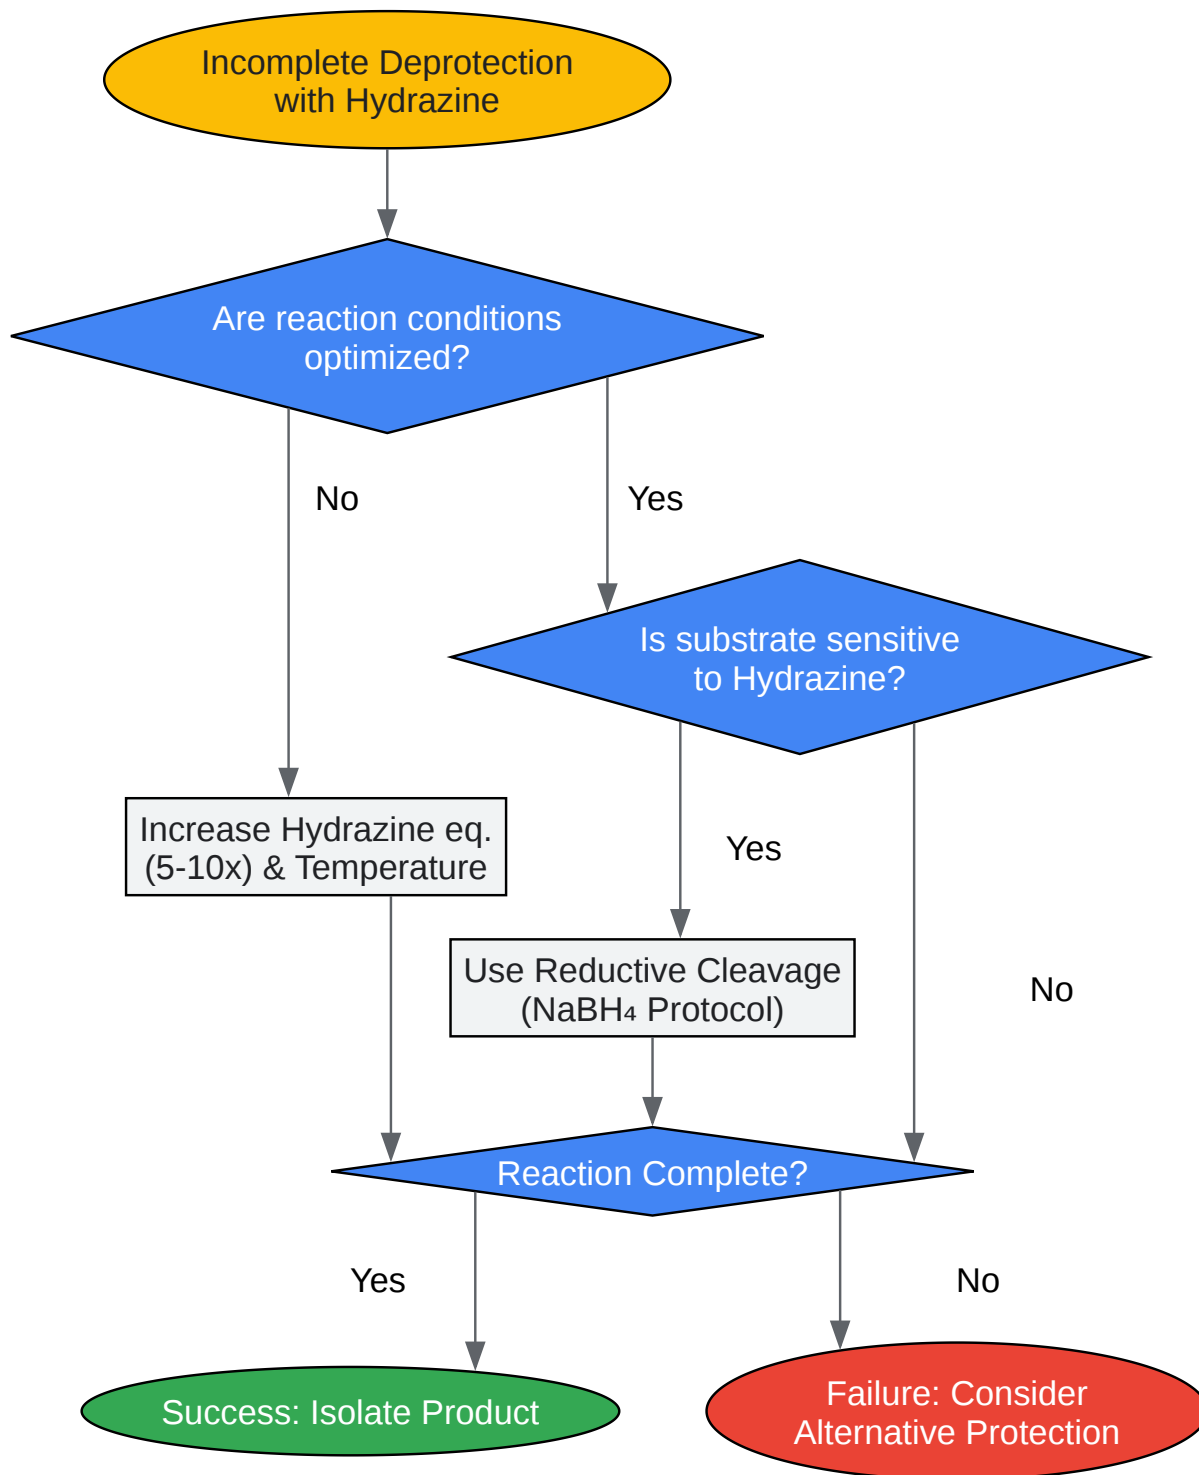 Incomplete Deprotection
with Hydrazine
Are reaction conditions
optimized?
No
Yes
Is substrate sensitive
to Hydrazine?
Increase Hydrazine eq.
(5-10x) & Temperature
Yes
Use Reductive Cleavage
(NaBH₄ Protocol)
No
Reaction Complete?
Yes
No
Success: Isolate Product
Failure: Consider
Alternative Protection